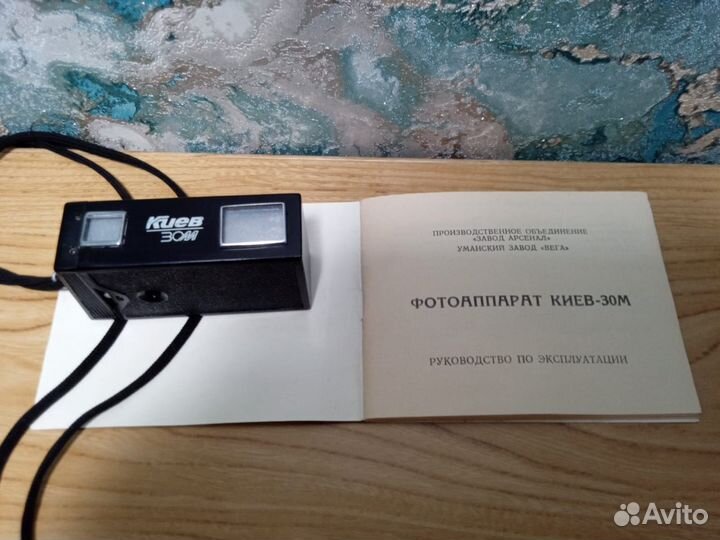 Киев
30М
ПРОИЗВОДСТВЕННОЕ ОБЪЕДИНЕНИЕ
«ЗАВОД АРСЕНАЛ»
УМАНСКИЙ ЗАВОД «ВЕГА»
ФОТОАППАРАТ КИЕВ-30М
РУКОВОДСТВО ПО ЭКСПЛУАТАЦИИ
Avito